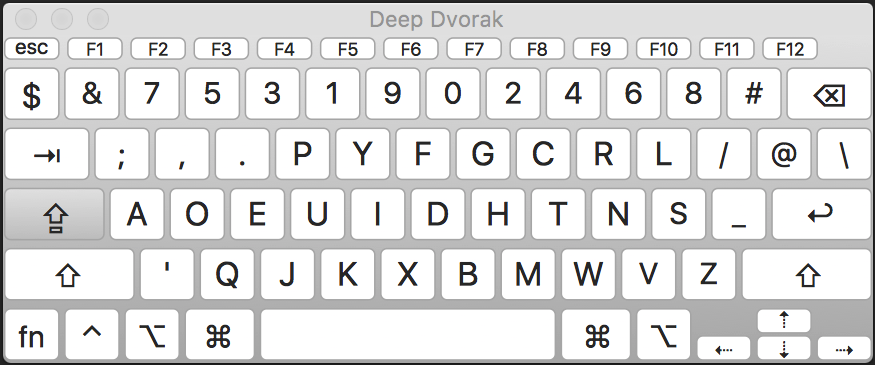 Deep Dvorak
esc F1 F2 F3 F4 F5 F6 F7 F8 F9 F10 F11 F12
$ & 7 5 3 1 9 0 2 4 6 8 # ⌫
⇥ ; , . P Y F G C R L / @ \
⇪ A O E U I D H T N S _ ↩
⇧ ' Q J K X B M W V Z ⇧
fn ^ ⌥ ⌘ ⌘ ⌥ ⇠ ⇡ ⇣ ⇢